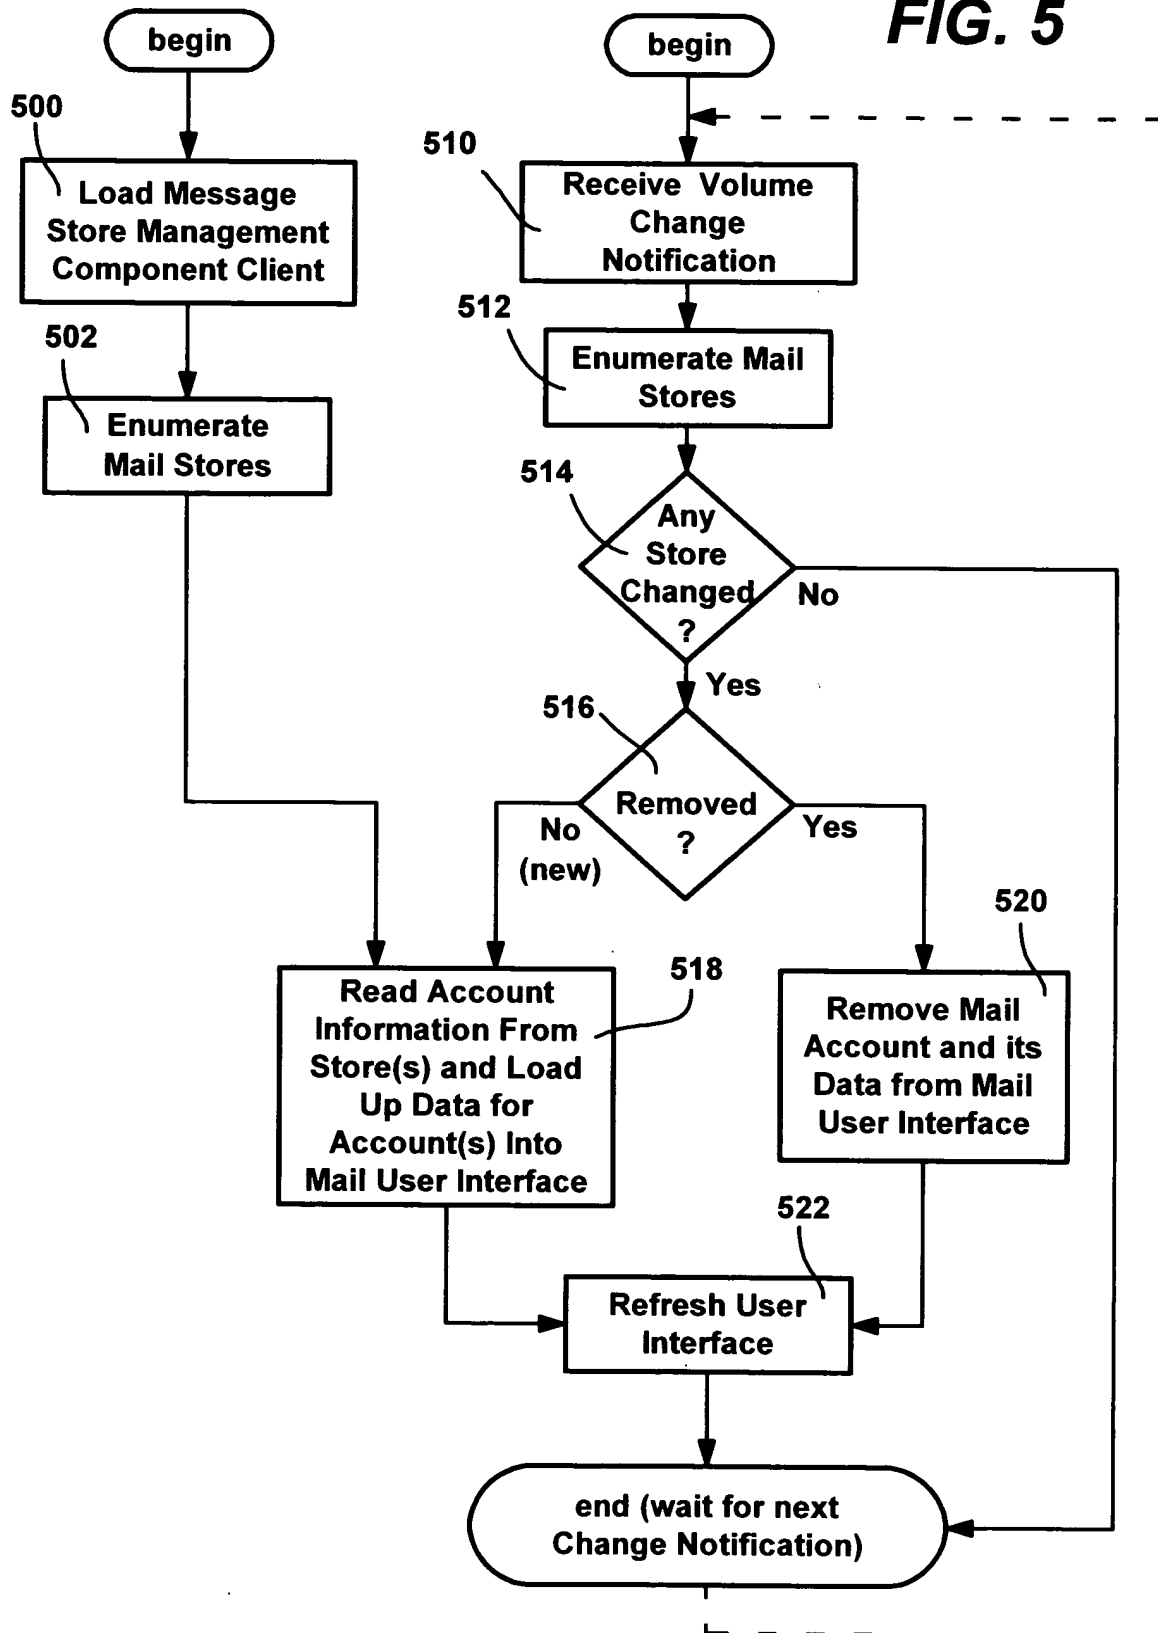 FIG. 5
begin
500
Load Message
Store Management
Component Client
502
Enumerate
Mail Stores
begin
510
Receive Volume
Change
Notification
512
Enumerate Mail
Stores
514
Any
Store
Changed
?
No
Yes
516
Removed
?
No
(new)
Yes
518
Read Account
Information From
Store(s) and Load
Up Data for
Account(s) Into
Mail User Interface
520
Remove Mail
Account and its
Data from Mail
User Interface
522
Refresh User
Interface
end (wait for next
Change Notification)